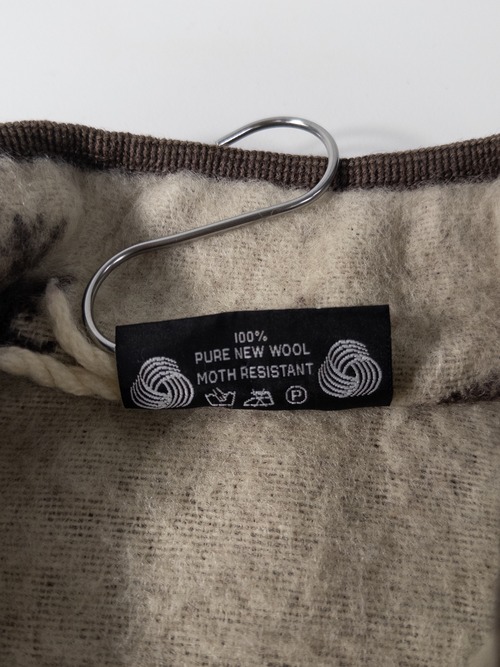 100%
PURE NEW WOOL
MOTH RESISTANT
P